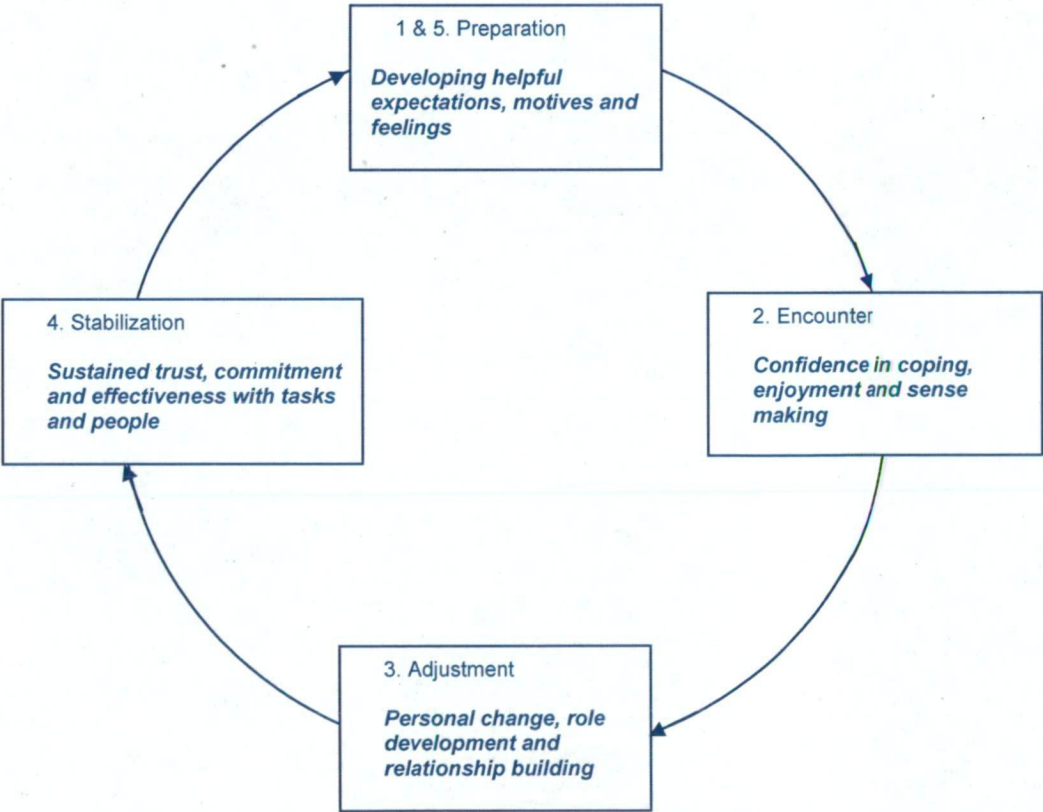 1 & 5. Preparation
Developing helpful
expectations, motives and
feelings
2. Encounter
Confidence in coping,
enjoyment and sense
making
3. Adjustment
Personal change, role
development and
relationship building
4. Stabilization
Sustained trust, commitment
and effectiveness with tasks
and people